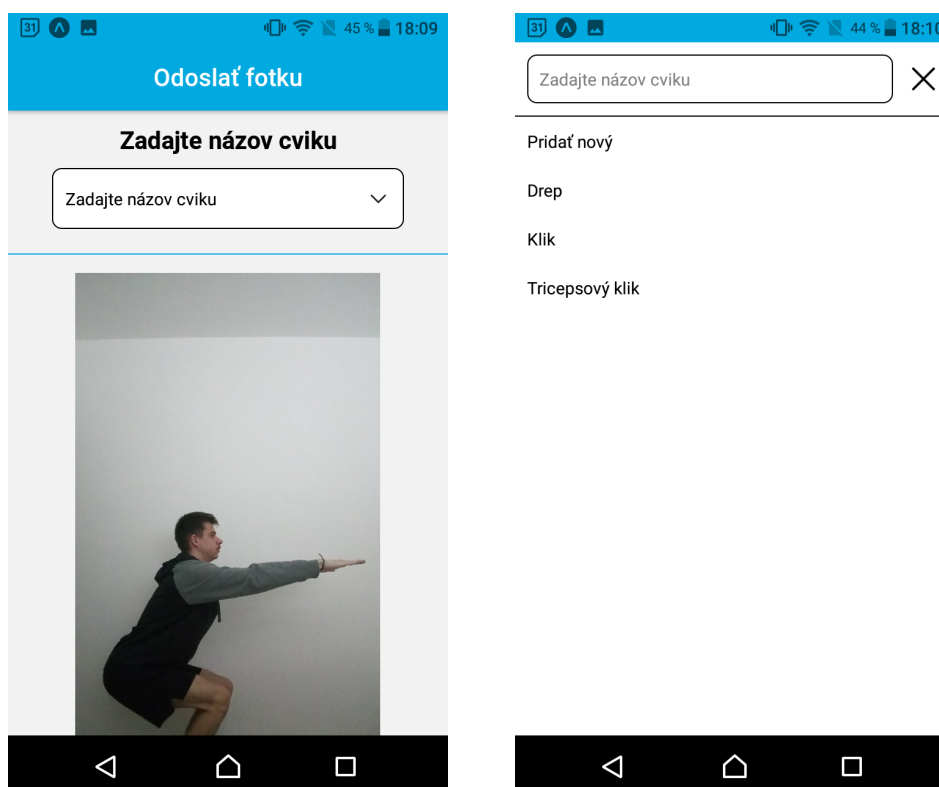 31
45 %
18:09
Odoslať fotku
Zadajte názov cviku
Zadajte názov cviku
31
44 %
18:10
Zadajte názov cviku
Pridať nový
Drep
Klik
Tricepsový klik